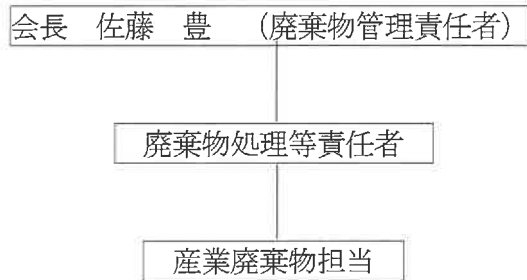 会長　佐藤　豊　（廃棄物管理責任者）
廃棄物処理等責任者
産業廃棄物担当